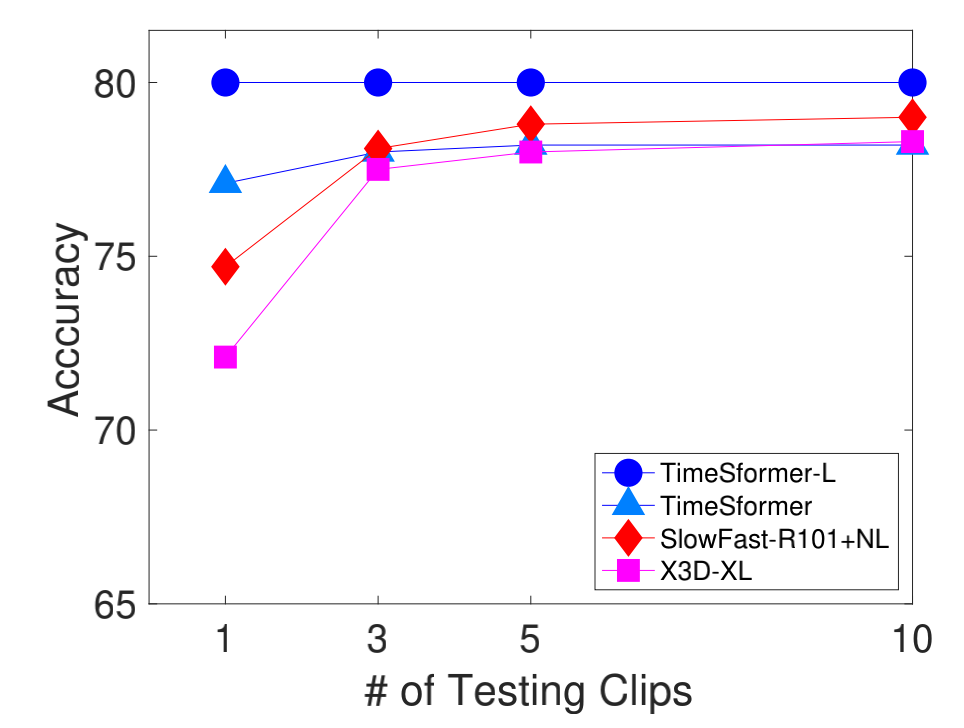 80
75
70
65
Acccuracy
1 3 5 10
# of Testing Clips
TimeSformer-L
TimeSformer
SlowFast-R101+NL
X3D-XL